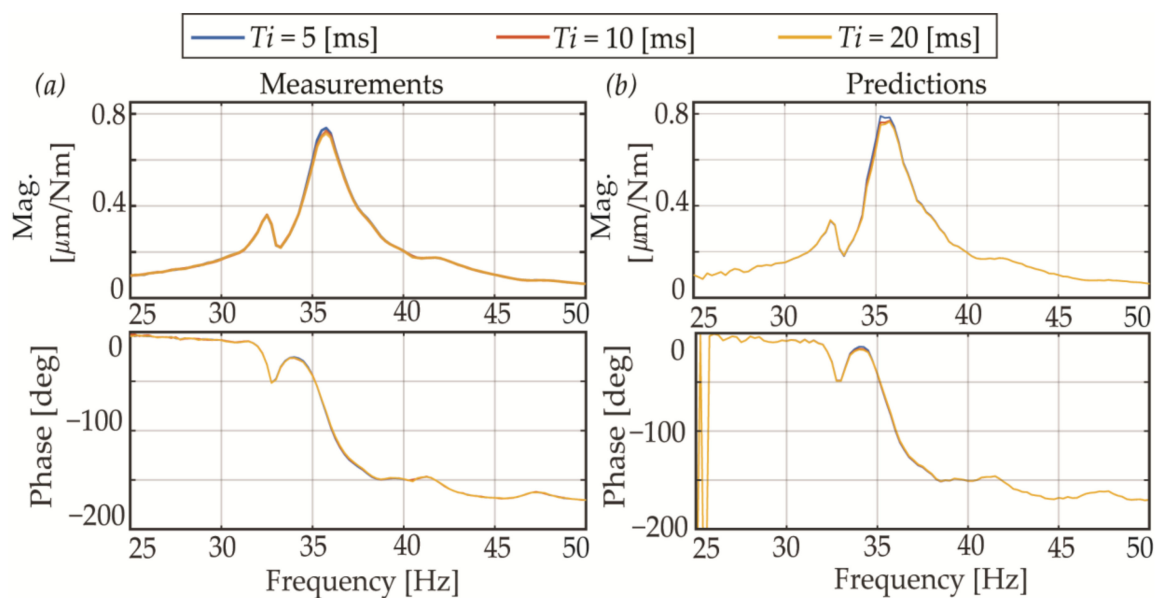 Ti = 5 [ms] Ti = 10 [ms] Ti = 20 [ms]
(a) Measurements (b) Predictions
Mag.
[µm/Nm]
0.8
0.4
0
25 30 35 40 45 50
Mag.
[µm/Nm]
0.8
0.4
0
25 30 35 40 45 50
Phase [deg]
0
−100
−200
25 30 35 40 45 50
Frequency [Hz]
Phase [deg]
0
−100
−200
25 30 35 40 45 50
Frequency [Hz]